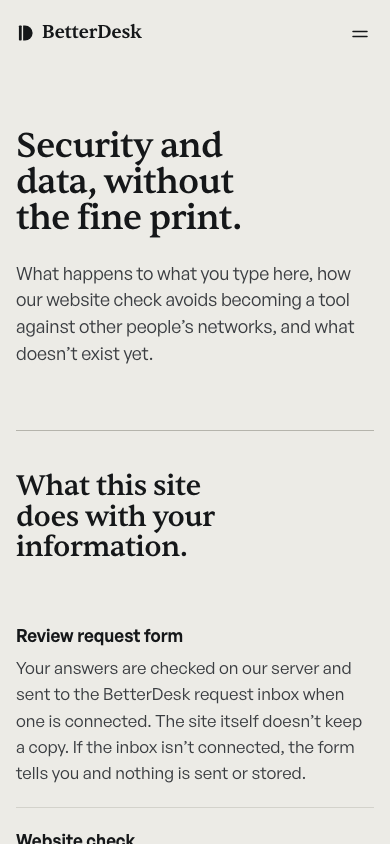 BetterDesk
Security and
data, without
the fine print.
What happens to what you type here, how
our website check avoids becoming a tool
against other people’s networks, and what
doesn’t exist yet.
What this site
does with your
information.
Review request form
Your answers are checked on our server and
sent to the BetterDesk request inbox when
one is connected. The site itself doesn’t keep
a copy. If the inbox isn’t connected, the form
tells you and nothing is sent or stored.
Website check